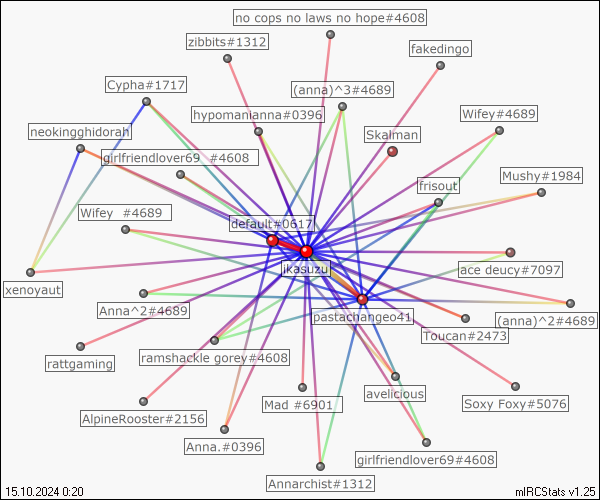 no cops no laws no hope#4608
zibbits#1312
fakedingo
Cypha#1717
(anna)^3#4689
hypomanianna#0396
Wifey#4689
neokingghidorah
Skalman
girlfriendlover69 #4608
Mushy#1984
frisout
Wifey #4689
default#0617
ikasuzu
ace deucy#7097
xenoyaut
Anna^2#4689
pastachangeo41
(anna)^2#4689
Toucan#2473
rattgaming
ramshackle gorey#4608
avelicious
Mad #6901
Soxy Foxy#5076
AlpineRooster#2156
Anna.#0396
girlfriendlover69#4608
Annarchist#1312
15.10.2024 0:20
mIRCStats v1.25